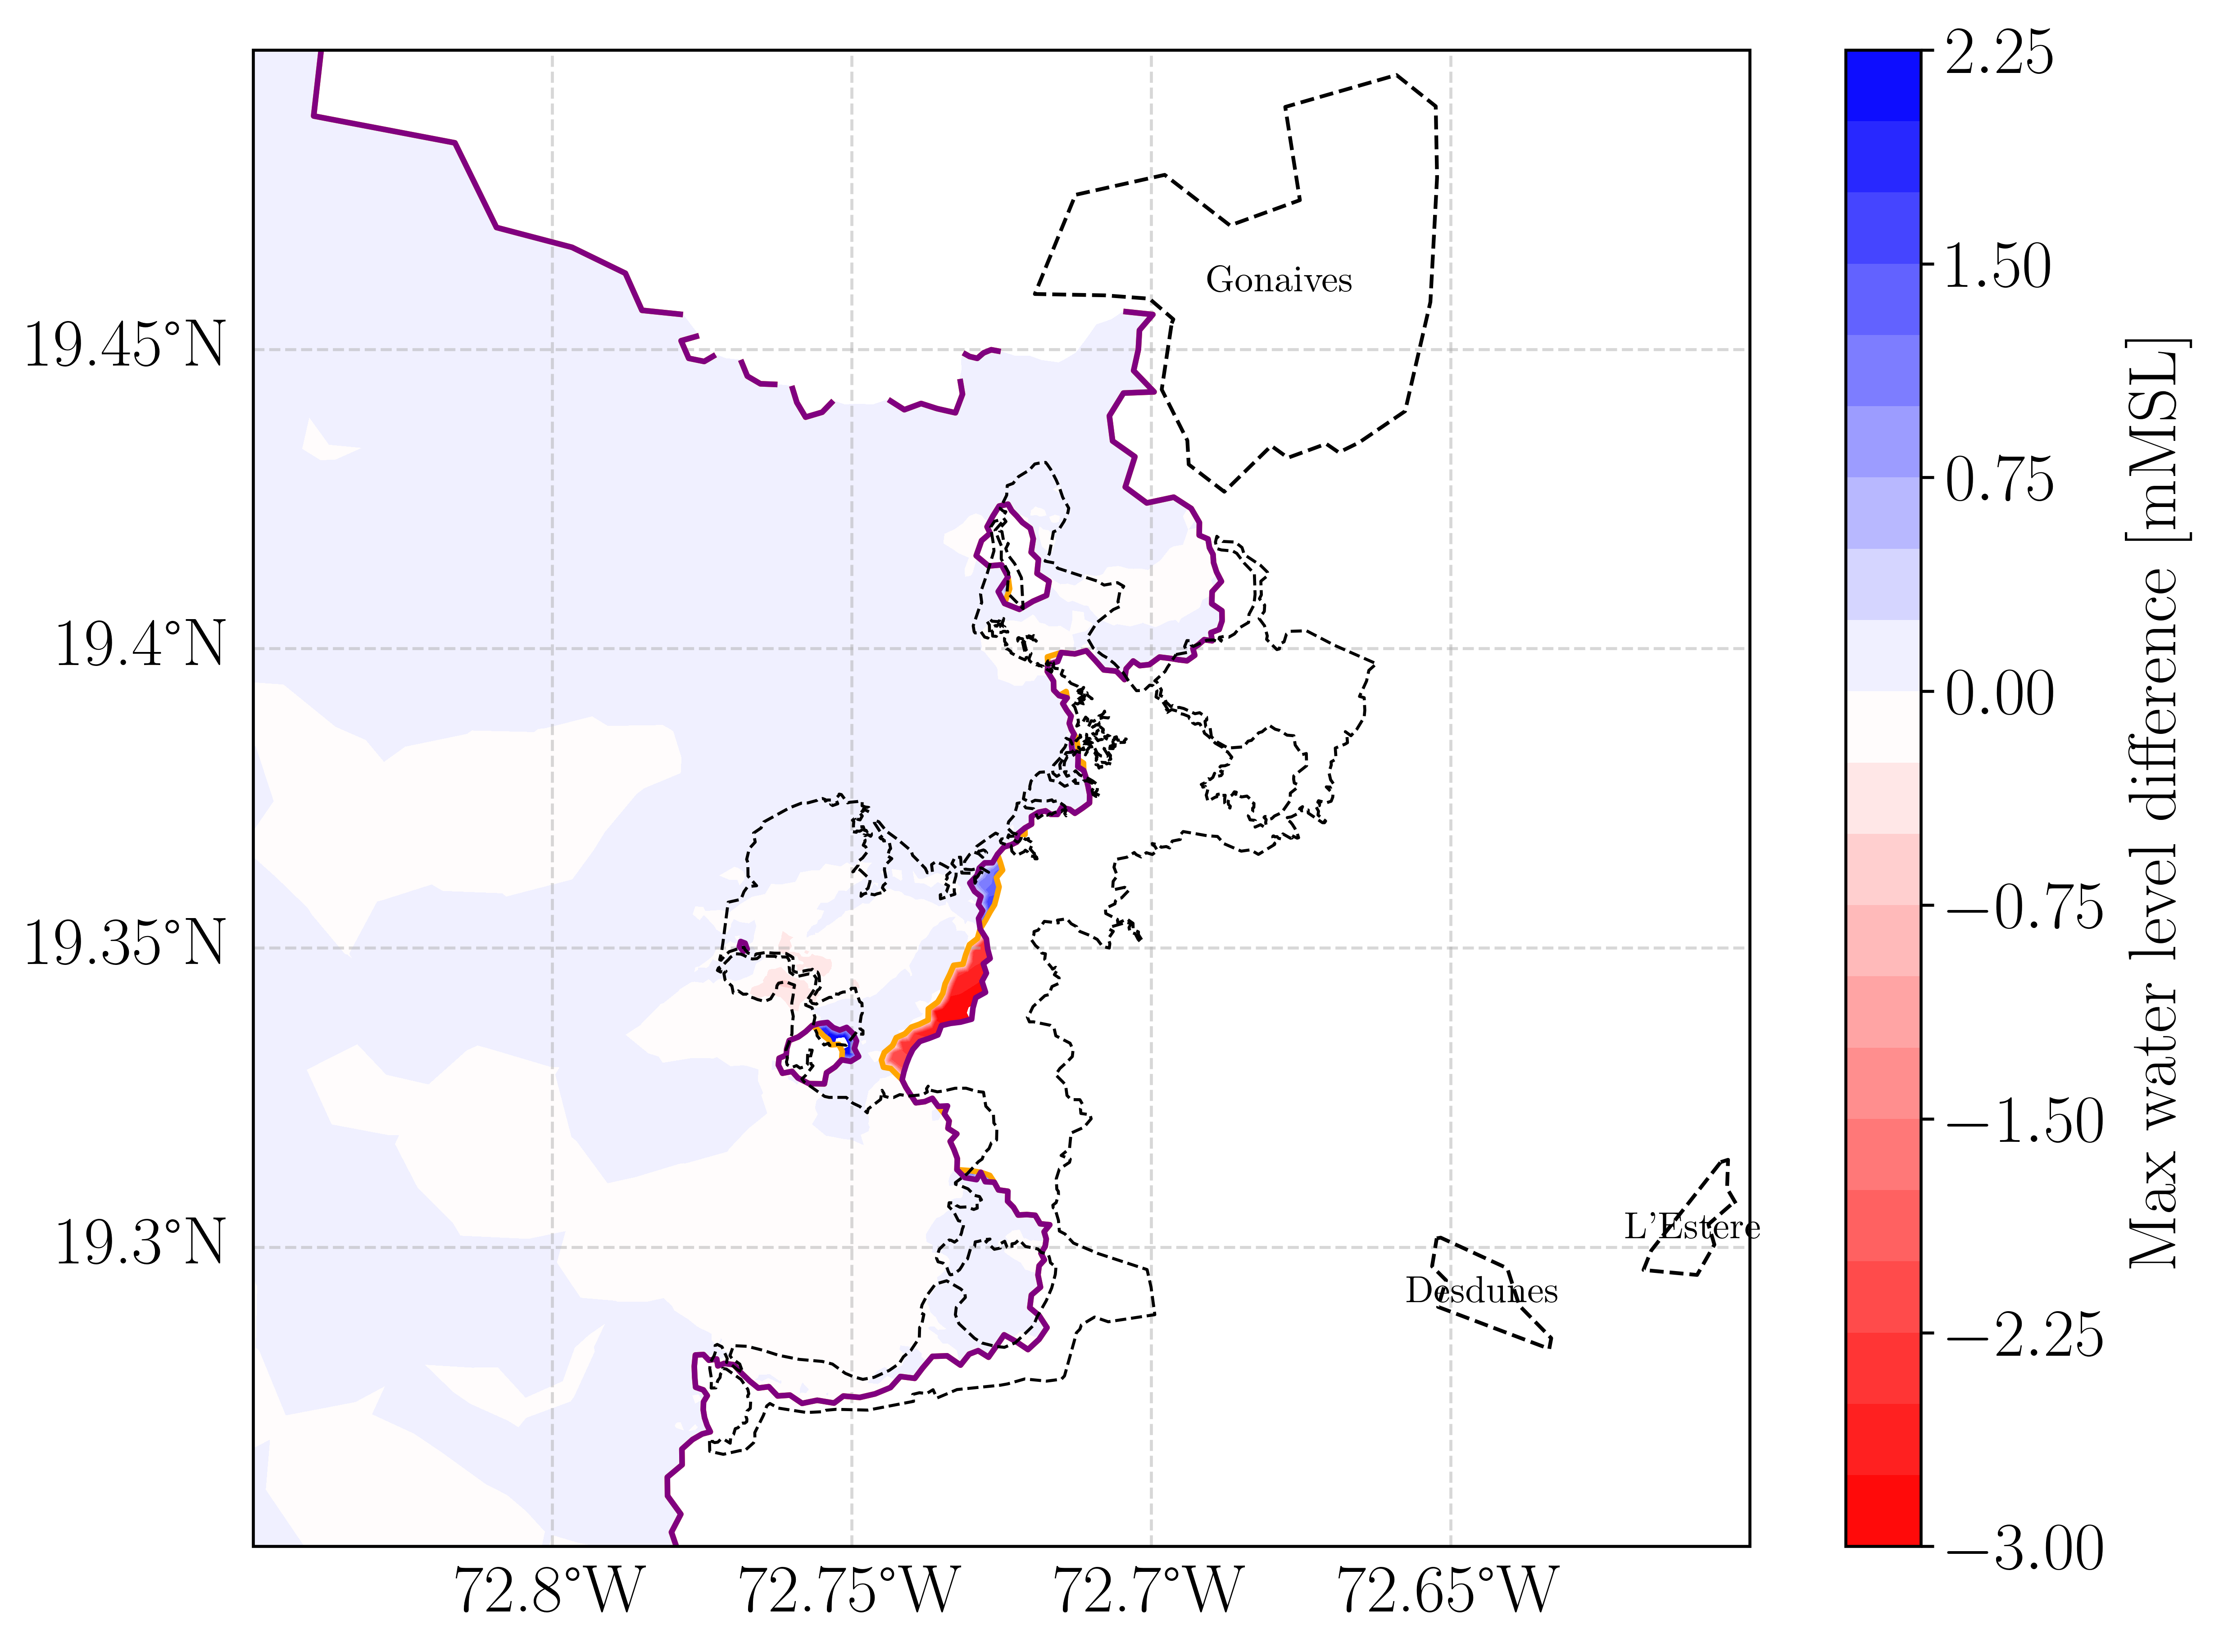 Gonaives
L'Estere
Desdunes
19.45°N
19.4°N
19.35°N
19.3°N
72.8°W
72.75°W
72.7°W
72.65°W
2.25
1.50
0.75
0.00
−0.75
−1.50
−2.25
−3.00
Max water level difference [mMSL]